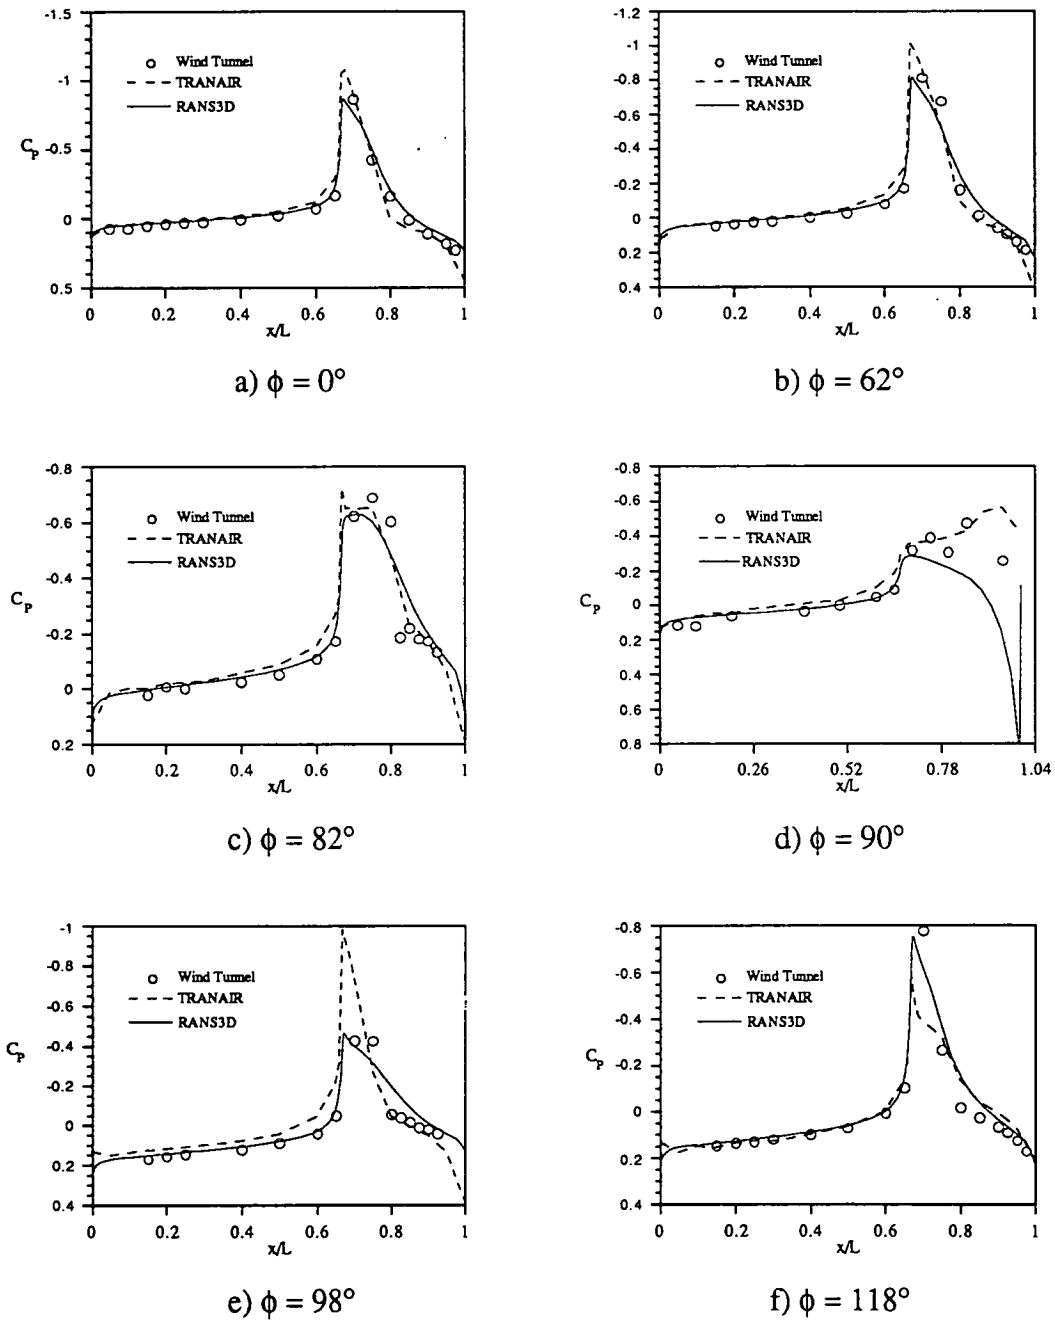 -1.5
-1
-0.5
0
0.5
C_P
Wind Tunnel
TRANAIR
RANS3D
0 0.2 0.4 0.6 0.8 1
x/L
a) ϕ = 0°
-1.2
-1
-0.8
-0.6
-0.4
-0.2
0
0.2
0.4
Wind Tunnel
TRANAIR
RANS3D
0 0.2 0.4 0.6 0.8 1
x/L
b) ϕ = 62°
-0.8
-0.6
-0.4
-0.2
0
0.2
C_P
Wind Tunnel
TRANAIR
RANS3D
0 0.2 0.4 0.6 0.8 1
x/L
c) ϕ = 82°
-0.8
-0.6
-0.4
-0.2
0
0.2
0.4
0.6
0.8
C_P
Wind Tunnel
TRANAIR
RANS3D
0 0.26 0.52 0.78 1.04
x/L
d) ϕ = 90°
-1
-0.8
-0.6
-0.4
-0.2
0
0.2
0.4
C_P
Wind Tunnel
TRANAIR
RANS3D
0 0.2 0.4 0.6 0.8 1
x/L
e) ϕ = 98°
-0.8
-0.6
-0.4
-0.2
0
0.2
0.4
C_P
Wind Tunnel
TRANAIR
RANS3D
0 0.2 0.4 0.6 0.8 1
x/L
f) ϕ = 118°